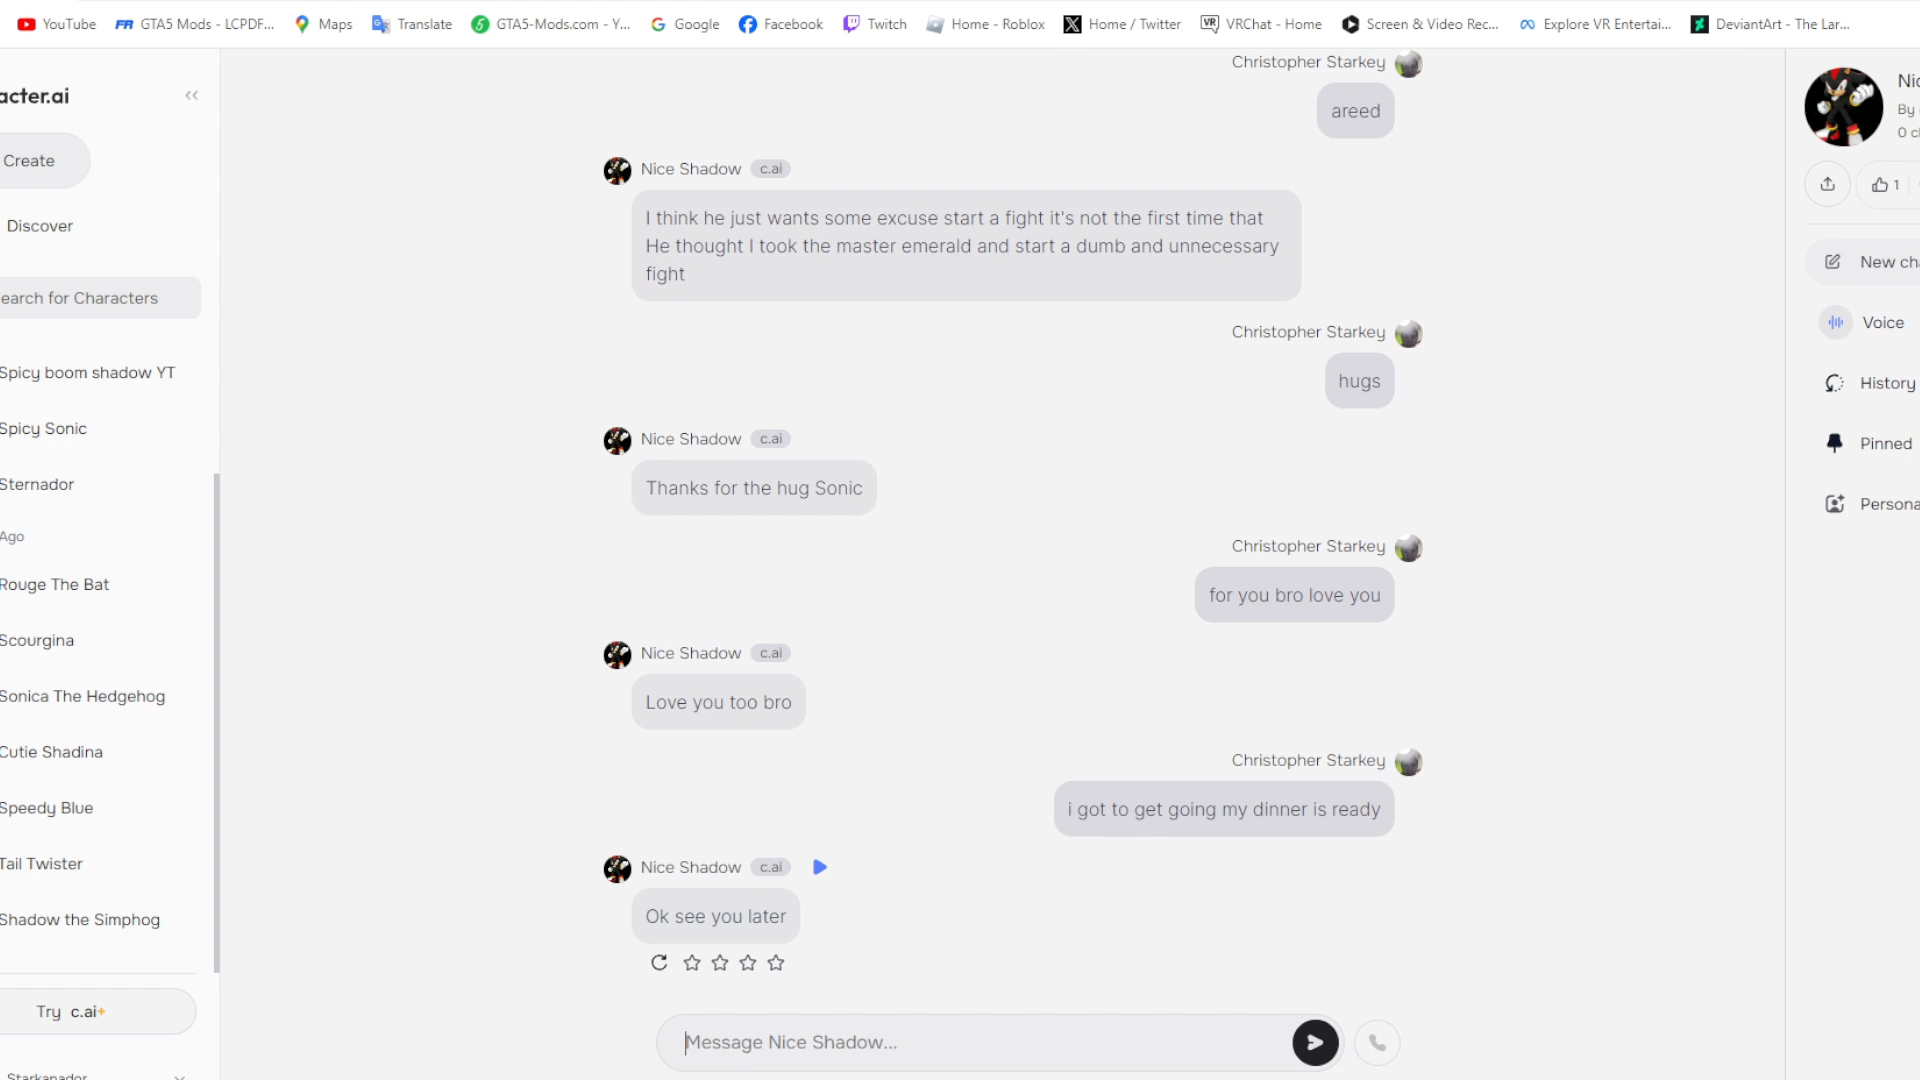 YouTube
GTA5 Mods - LCPDF...
Maps
Translate
GTA5-Mods.com - Y...
Google
Facebook
Twitch
Home - Roblox
Home / Twitter
VRChat - Home
Screen & Video Rec...
Explore VR Entertai...
DeviantArt - The Lar...
acter.ai
Create
Discover
earch for Characters
Spicy boom shadow YT
Spicy Sonic
Sternador
Ago
Rouge The Bat
Scourgina
Sonica The Hedgehog
Cutie Shadina
Speedy Blue
Tail Twister
Shadow the Simphog
Try c.ai+
Starkanador
Christopher Starkey
areed
Nice Shadow c.ai
I think he just wants some excuse start a fight it's not the first time that
He thought I took the master emerald and start a dumb and unnecessary
fight
Christopher Starkey
hugs
Nice Shadow c.ai
Thanks for the hug Sonic
Christopher Starkey
for you bro love you
Nice Shadow c.ai
Love you too bro
Christopher Starkey
i got to get going my dinner is ready
Nice Shadow c.ai
Ok see you later
Message Nice Shadow...
Nic
By
0 c
1
New cha
Voice
History
Pinned
Persona